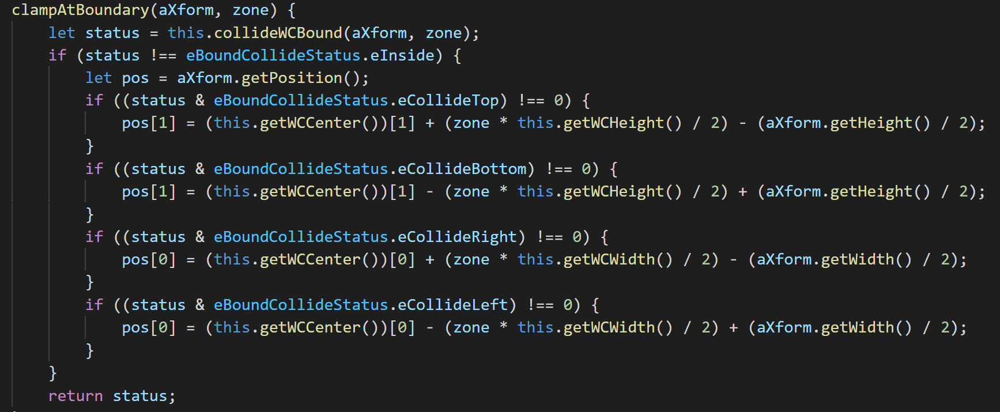 clampAtBoundary(aXform, zone) {
    let status = this.collideWCBound(aXform, zone);
    if (status !== eBoundCollideStatus.eInside) {
        let pos = aXform.getPosition();
        if ((status & eBoundCollideStatus.eCollideTop) !== 0) {
            pos[1] = (this.getWCCenter())[1] + (zone * this.getWCHeight() / 2) - (aXform.getHeight() / 2);
        }
        if ((status & eBoundCollideStatus.eCollideBottom) !== 0) {
            pos[1] = (this.getWCCenter())[1] - (zone * this.getWCHeight() / 2) + (aXform.getHeight() / 2);
        }
        if ((status & eBoundCollideStatus.eCollideRight) !== 0) {
            pos[0] = (this.getWCCenter())[0] + (zone * this.getWCWidth() / 2) - (aXform.getWidth() / 2);
        }
        if ((status & eBoundCollideStatus.eCollideLeft) !== 0) {
            pos[0] = (this.getWCCenter())[0] - (zone * this.getWCWidth() / 2) + (aXform.getWidth() / 2);
        }
    }
    return status;